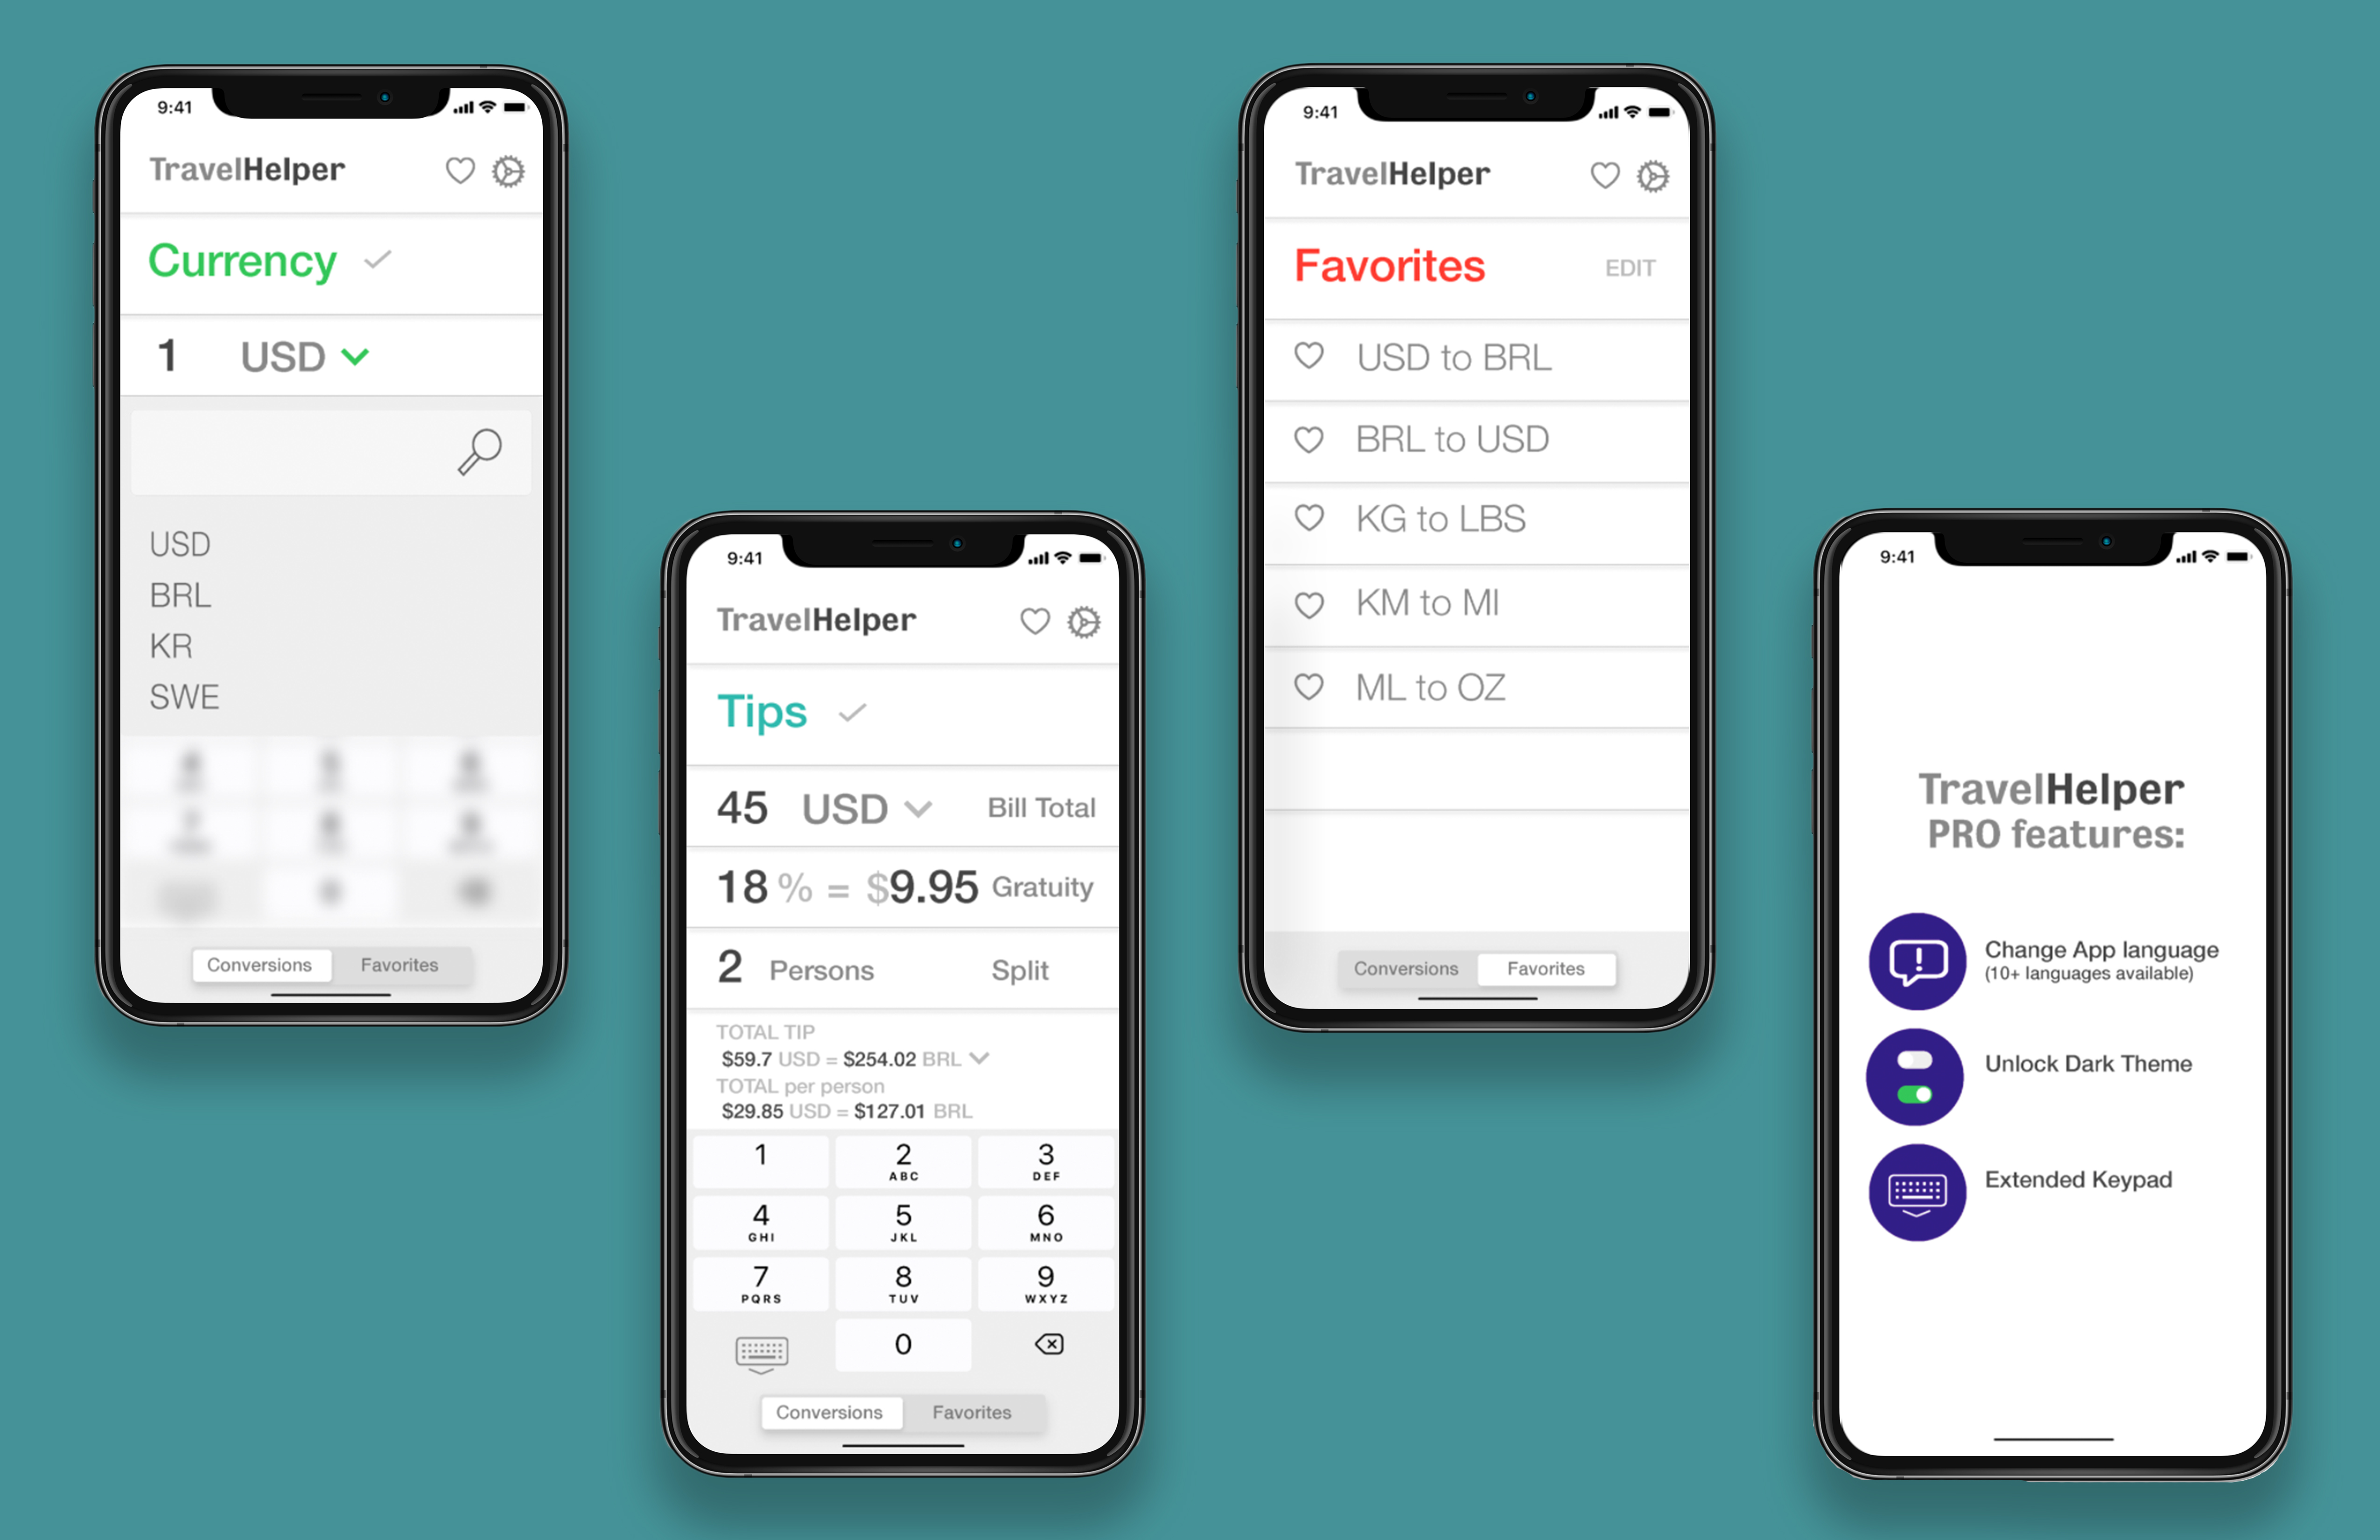 9:41
TravelHelper
Currency
1 USD
USD
BRL
KR
SWE
Conversions Favorites
9:41
TravelHelper
Tips
45 USD Bill Total
18 % = $9.95 Gratuity
2 Persons Split
TOTAL TIP
$59.7 USD = $254.02 BRL
TOTAL per person
$29.85 USD = $127.01 BRL
1 2 3
ABC DEF
4 5 6
GHI JKL MNO
7 8 9
PQRS TUV WXYZ
0
Conversions Favorites
9:41
TravelHelper
Favorites EDIT
USD to BRL
BRL to USD
KG to LBS
KM to MI
ML to OZ
Conversions Favorites
9:41
TravelHelper
PRO features:
Change App language
(10+ languages available)
Unlock Dark Theme
Extended Keypad